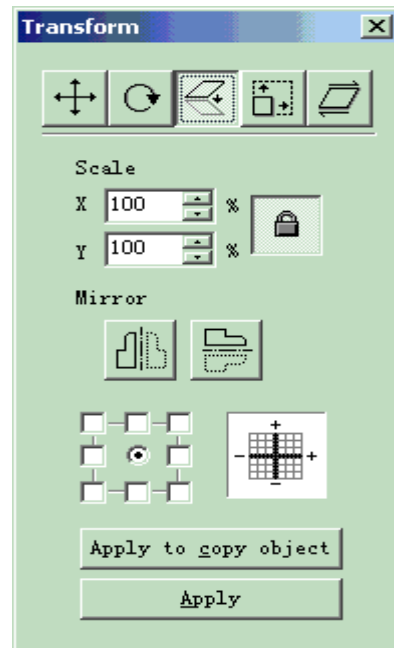 Transform
Scale
X 100 %
Y 100 %
Mirror
+
- +
-
Apply to copy object
Apply